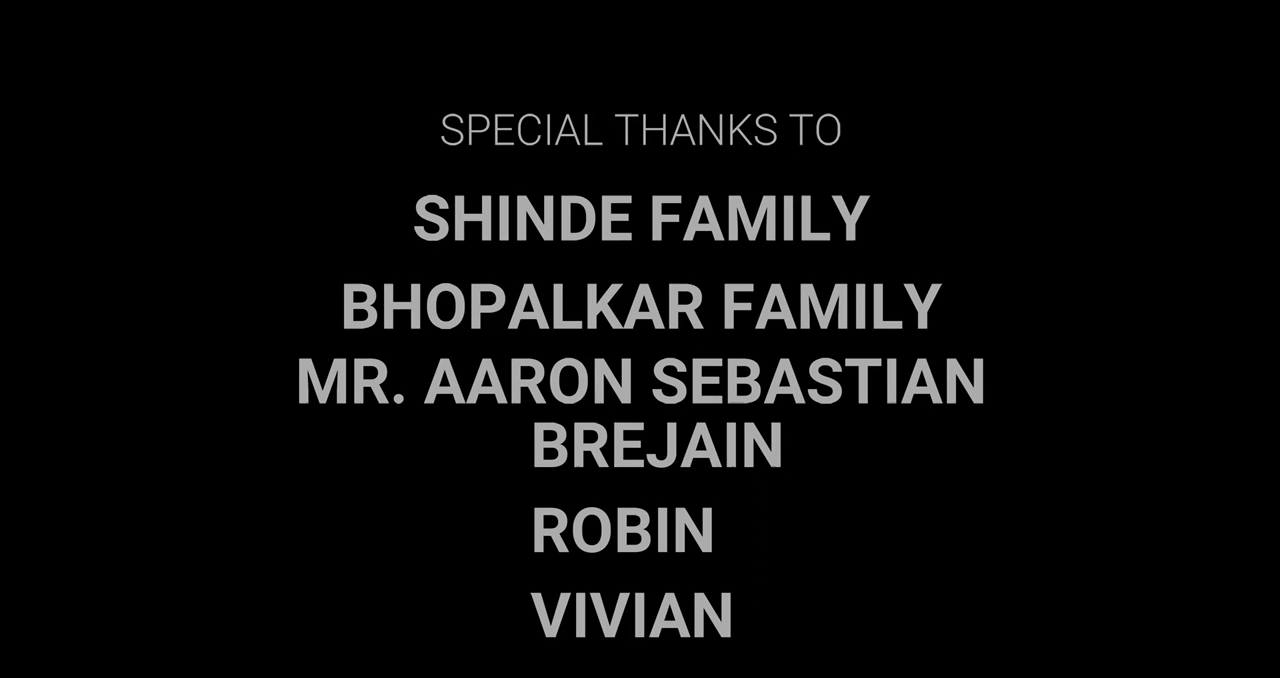 SPECIAL THANKS TO
SHINDE FAMILY
BHOPALKAR FAMILY
MR. AARON SEBASTIAN
BREJAIN
ROBIN
VIVIAN